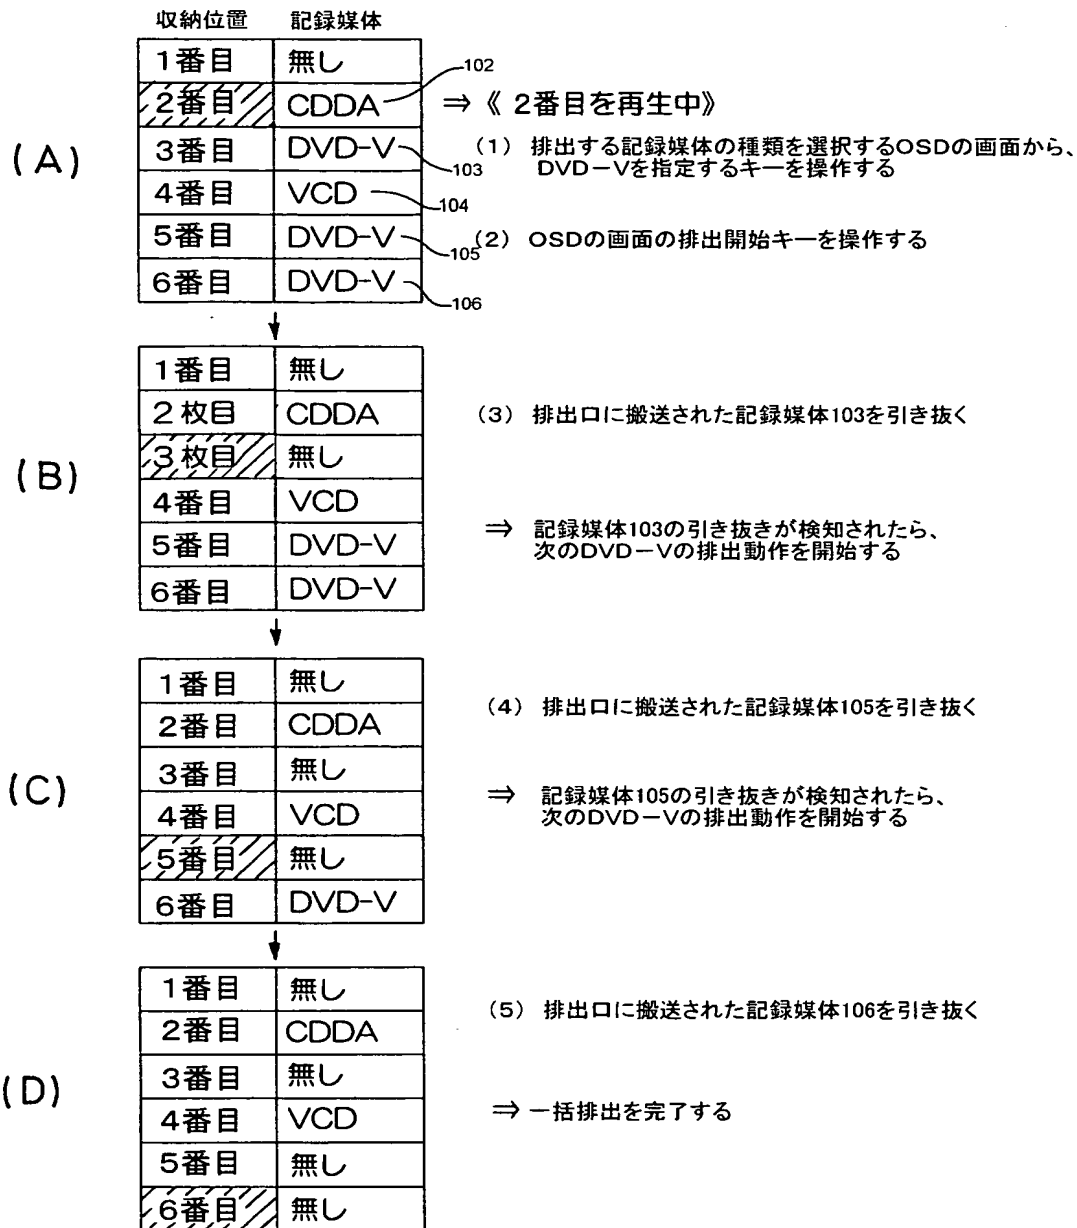 収納位置 記録媒体
(A)
1番目 無し
2番目 CDDA 102
⇒《 2番目を再生中》
3番目 DVD-V 103
4番目 VCD 104
5番目 DVD-V 105
6番目 DVD-V 106
(1) 排出する記録媒体の種類を選択するOSDの画面から、
DVD-Vを指定するキーを操作する
(2) OSDの画面の排出開始キーを操作する
(B)
1番目 無し
2枚目 CDDA
3枚目 無し
4番目 VCD
5番目 DVD-V
6番目 DVD-V
(3) 排出口に搬送された記録媒体103を引き抜く
⇒ 記録媒体103の引き抜きが検知されたら、
次のDVD-Vの排出動作を開始する
(C)
1番目 無し
2番目 CDDA
3番目 無し
4番目 VCD
5番目 無し
6番目 DVD-V
(4) 排出口に搬送された記録媒体105を引き抜く
⇒ 記録媒体105の引き抜きが検知されたら、
次のDVD-Vの排出動作を開始する
(D)
1番目 無し
2番目 CDDA
3番目 無し
4番目 VCD
5番目 無し
6番目 無し
(5) 排出口に搬送された記録媒体106を引き抜く
⇒ 一括排出を完了する